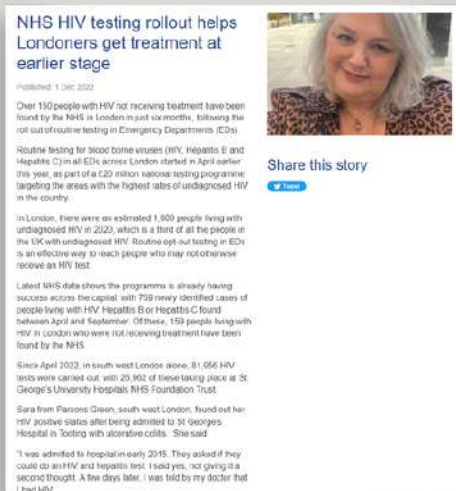 NHS HIV testing rollout helps
Londoners get treatment at
earlier stage
Published: 1 Dec 2022
Over 150 people with HIV not receiving treatment have been
found by the NHS in London in just six months, following the
roll out of routine testing in Emergency Departments (EDs).
Routine testing for blood borne viruses (HIV, Hepatitis B and
Hepatitis C) in all EDs across London started in April earlier
this year, as part of a £20 million national testing programme
targeting the areas with the highest rates of undiagnosed HIV
in the country.
In London, there were an estimated people living with
undiagnosed HIV in 2020, which is a third of all the people in
the UK with undiagnosed HIV. Routine opt-out testing in EDs
is an effective way to reach people who may not otherwise
receive an HIV test.
Latest NHS data shows the programme is already having
success across the capital, with 759 newly identified cases of
people living with HIV, Hepatitis B or Hepatitis C found
between April and September. Of these, 159 people living with
HIV in London who were not receiving treatment have been
found by the NHS.
Since April 2022, in south west London alone, 81,956 HIV
tests were carried out, with 26,962 of these taking place at St
George's University Hospitals NHS Foundation Trust.
Sara from Parsons Green, south west London, found out her
HIV positive status after being admitted to St George's
Hospital in Tooting with ulcerative colitis. She said:
"I was admitted to hospital in early 2015. They asked if they
could do an HIV and hepatitis test. I said yes, not giving it a
second thought. A few days later, I was told by my doctor that
I had HIV.
Share this story
Tweet